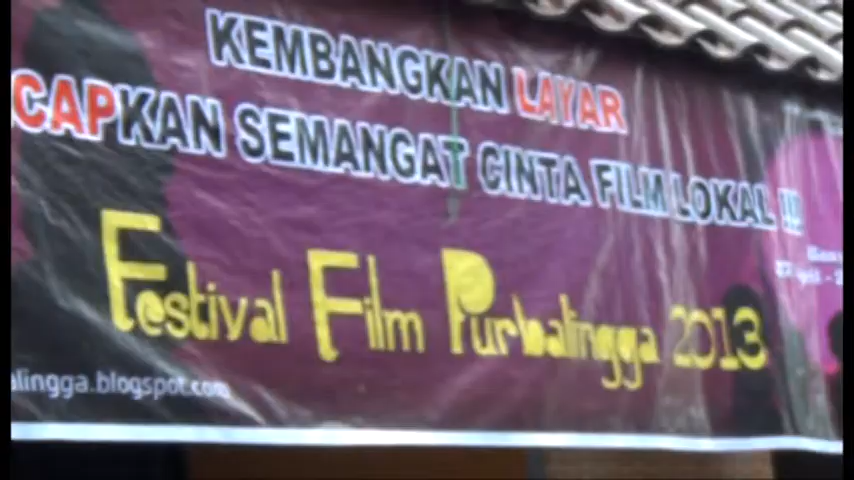 KEMBANGKAN LAYAR
CAPKAN SEMANGAT CINTA FILM LOKAL !!!
Festival Film Purbalingga 2013
alingga.blogspot.com